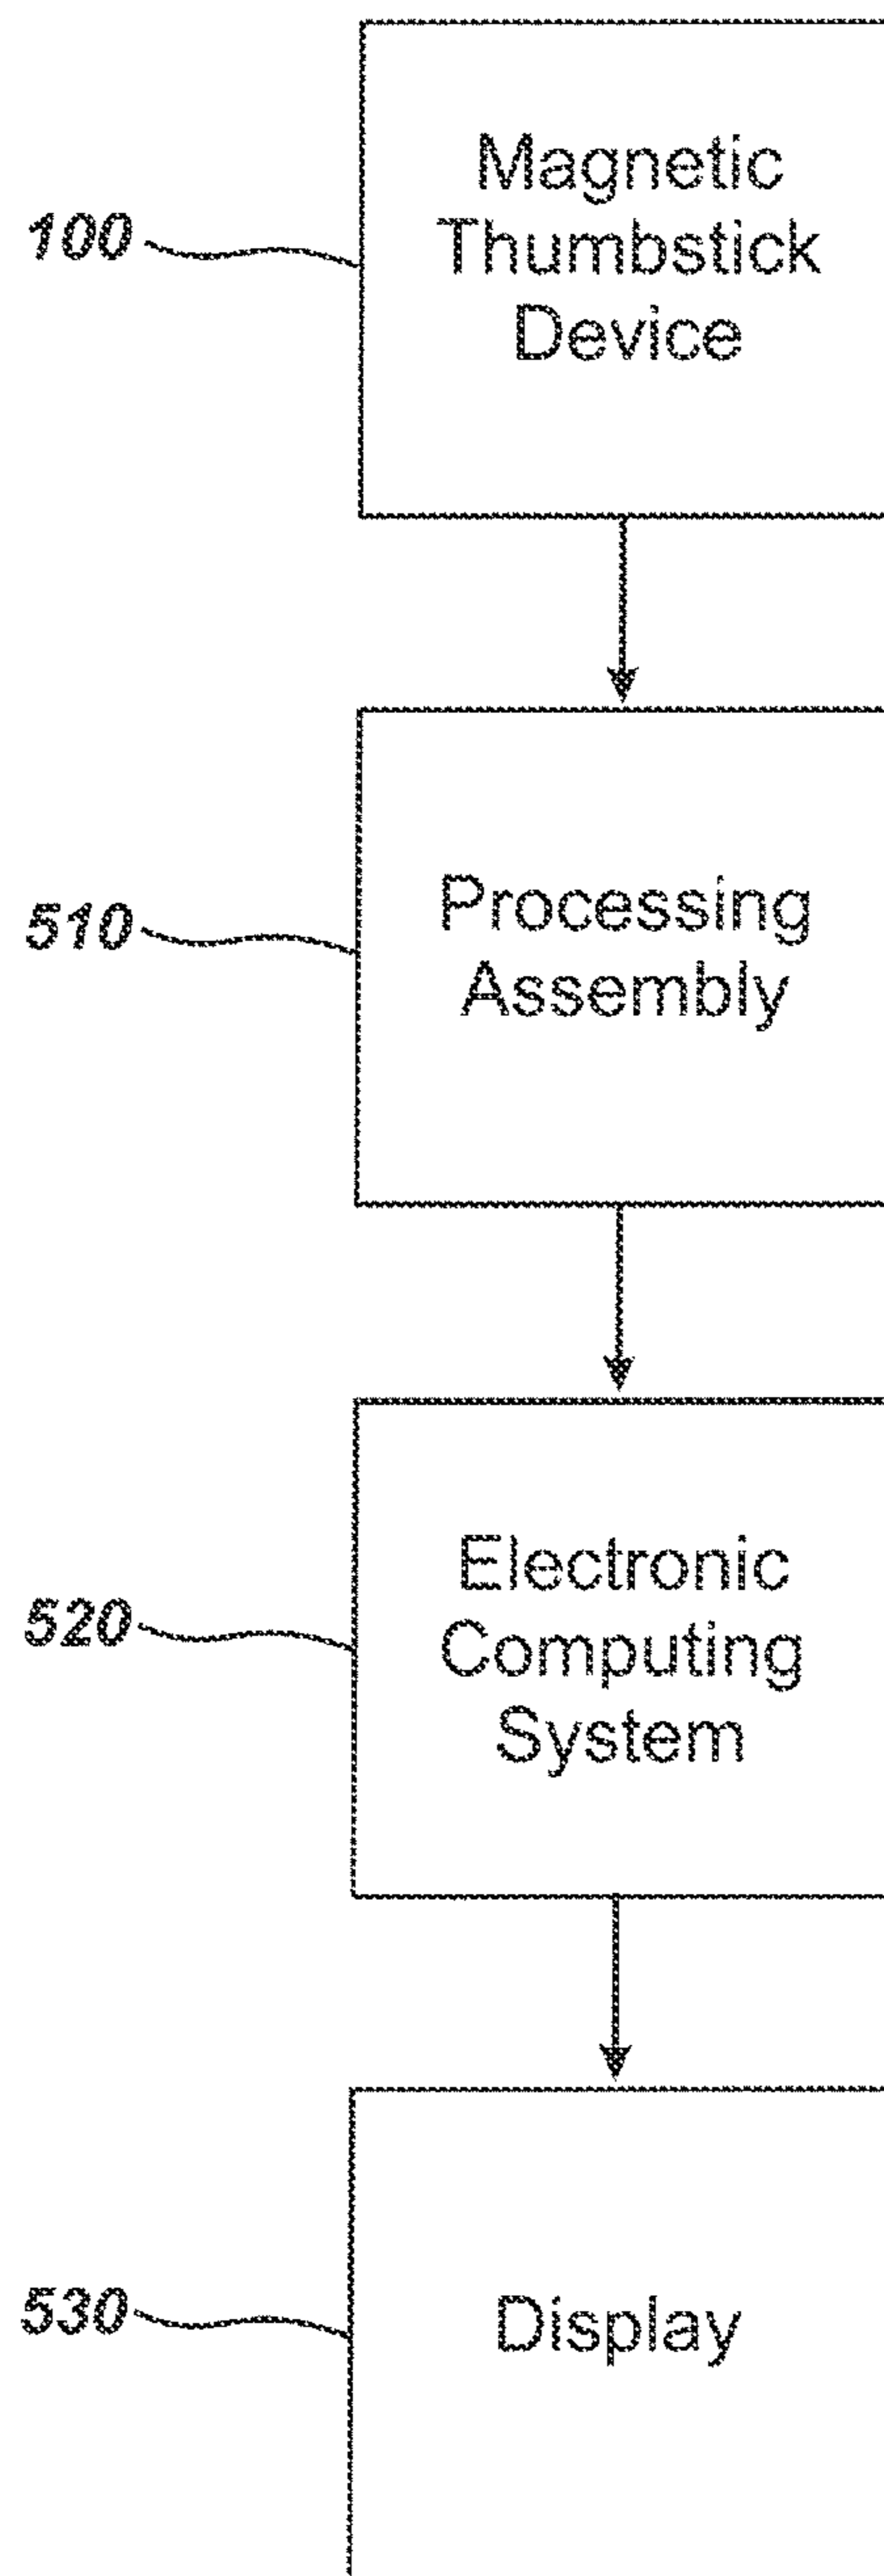 Magnetic
Thumbstick
Device
100
Processing
Assembly
510
Electronic
Computing
System
520
Display
530